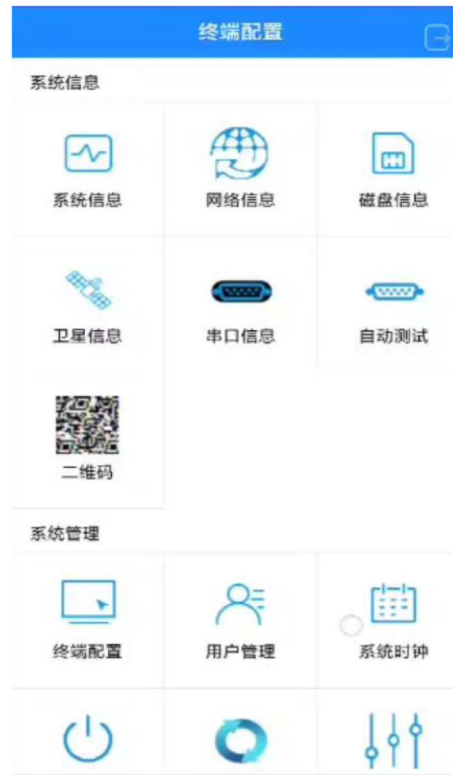 终端配置
系统信息
系统信息 网络信息 磁盘信息
卫星信息 串口信息 自动测试
二维码
系统管理
终端配置 用户管理 系统时钟